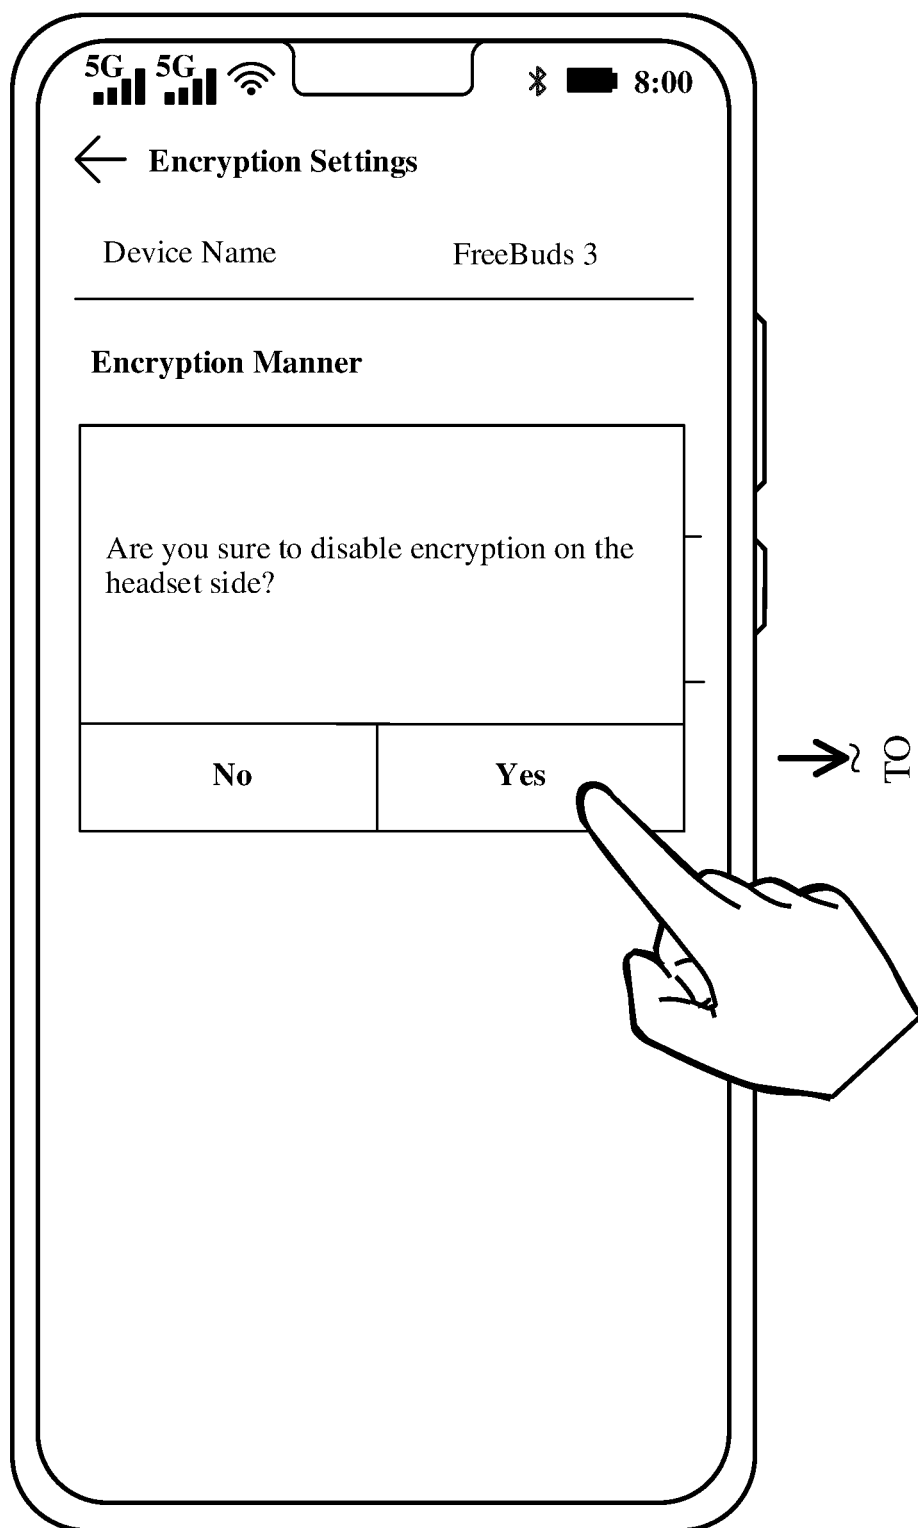 5G 5G 8:00
Encryption Settings
Device Name FreeBuds 3
Encryption Manner
Are you sure to disable encryption on the
headset side?
No Yes
TO